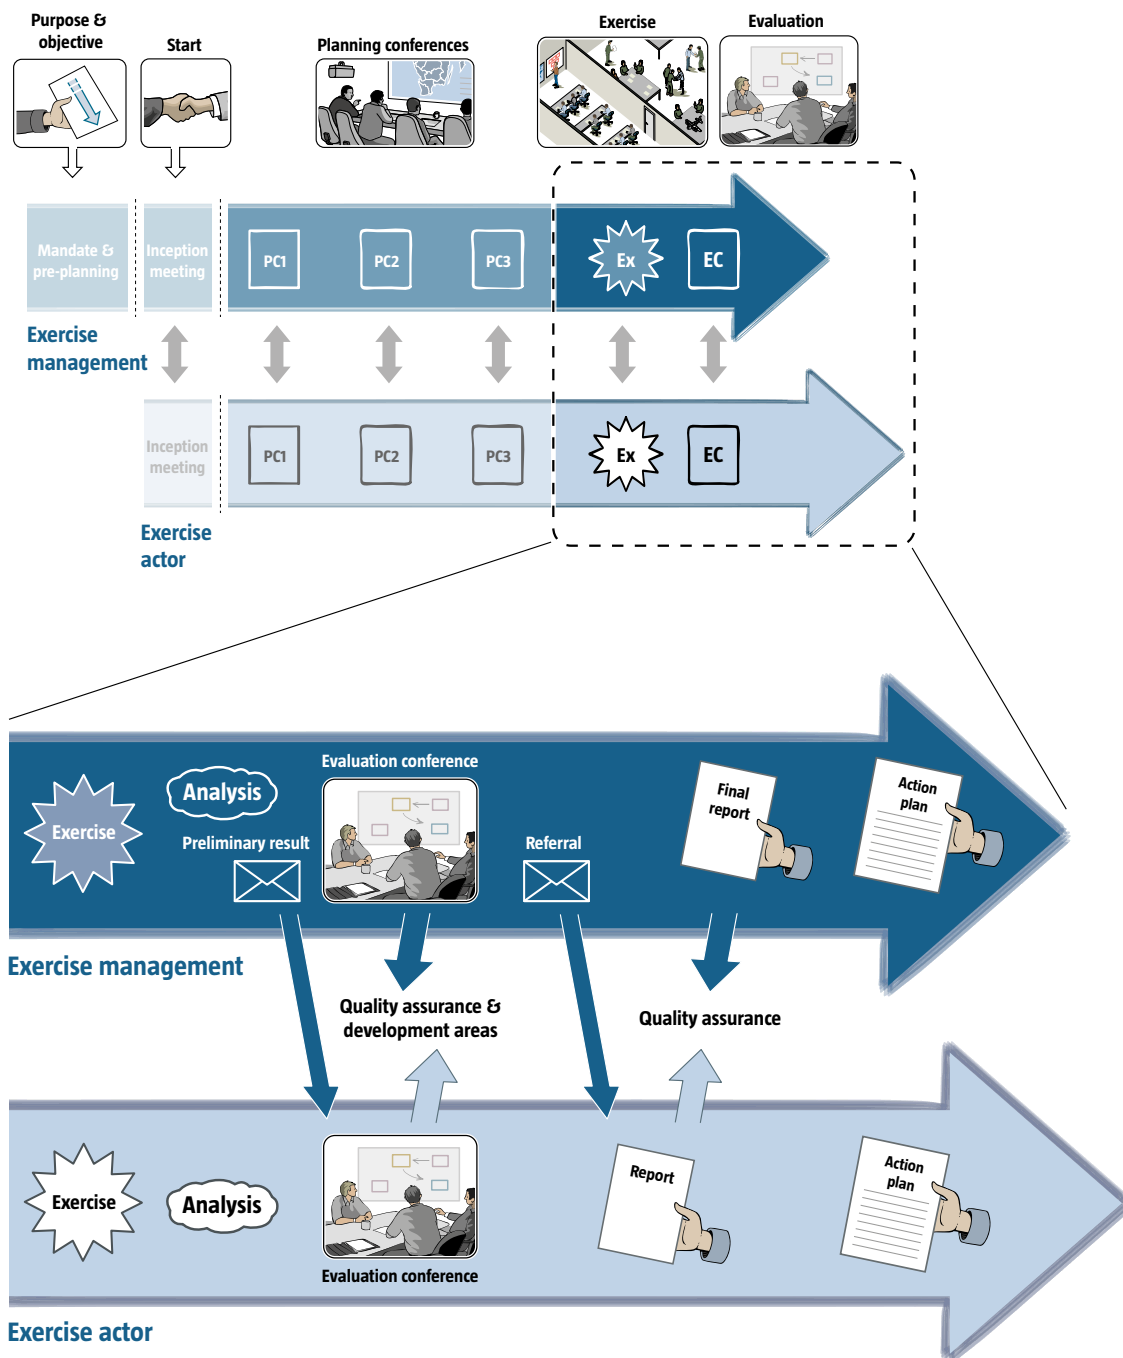 Purpose &
objective
Start
Planning conferences
Exercise
Evaluation
Mandate &
pre-planning
Inception
meeting
PC1
PC2
PC3
Ex
EC
Exercise
management
Inception
meeting
PC1
PC2
PC3
Ex
EC
Exercise
actor
Evaluation conference
Exercise
Analysis
Preliminary result
Referral
Final
report
Action
plan
Exercise management
Quality assurance &
development areas
Quality assurance
Exercise
Analysis
Evaluation conference
Report
Action
plan
Exercise actor